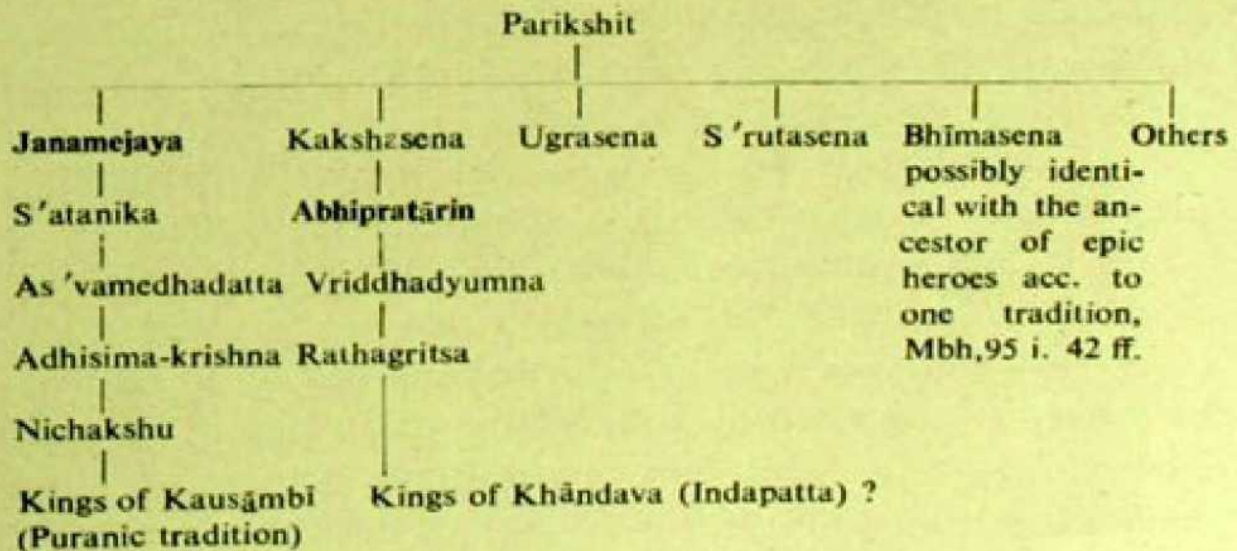 Parikshit
Janamejaya Kakshasena Ugrasena S'rutasena Bhīmasena Others
possibly identi-
S'atanika Abhipratārin cal with the an-
cestor of epic
As'vamedhadatta Vriddhadyumna heroes acc. to
one tradition,
Adhisima-krishna Rathagritsa Mbh,95 i. 42 ff.
Nichakshu
Kings of Kausāmbī Kings of Khāndava (Indapatta) ?
(Puranic tradition)